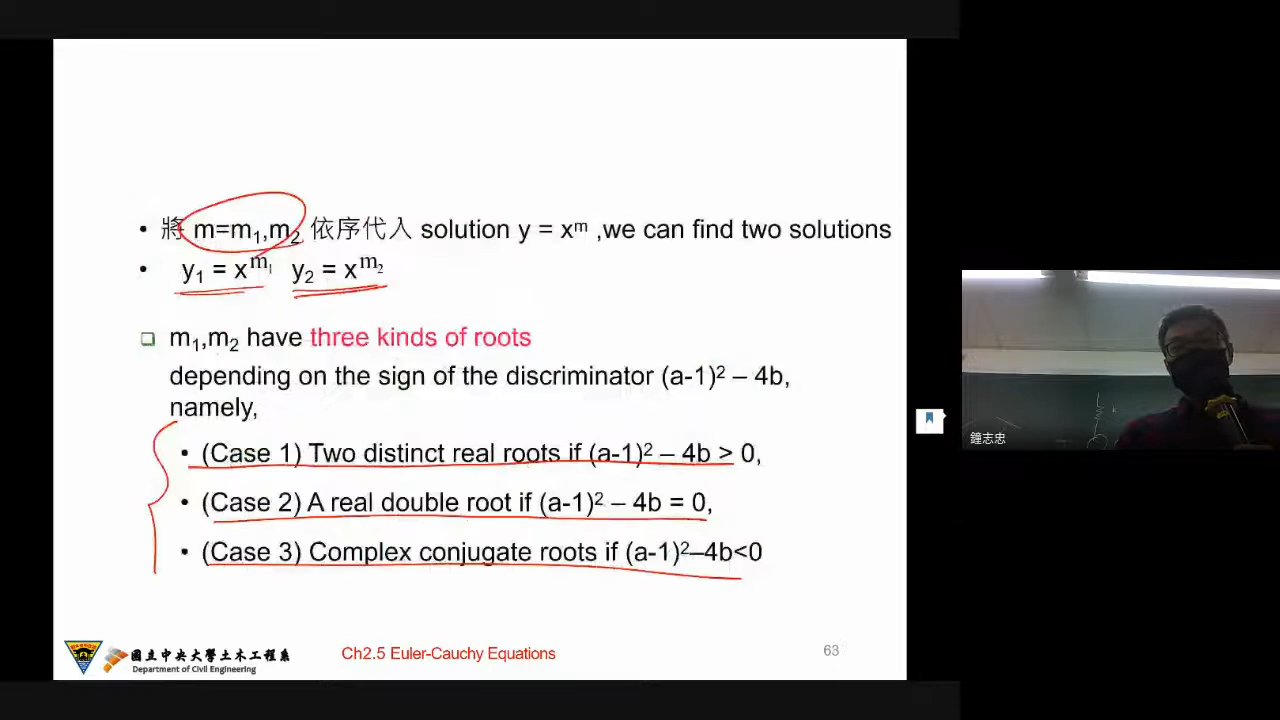 • 將 m=m₁,m₂ 依序代入 solution y = xᵐ ,we can find two solutions
• y₁ = x^m₁ y₂ = x^m₂
❑ m₁,m₂ have three kinds of roots
depending on the sign of the discriminator (a-1)² – 4b,
namely,
• (Case 1) Two distinct real roots if (a-1)² – 4b > 0,
• (Case 2) A real double root if (a-1)² – 4b = 0,
• (Case 3) Complex conjugate roots if (a-1)²–4b<0
國立中央大學土木工程系
Department of Civil Engineering
Ch2.5 Euler-Cauchy Equations
63
鐘志忠